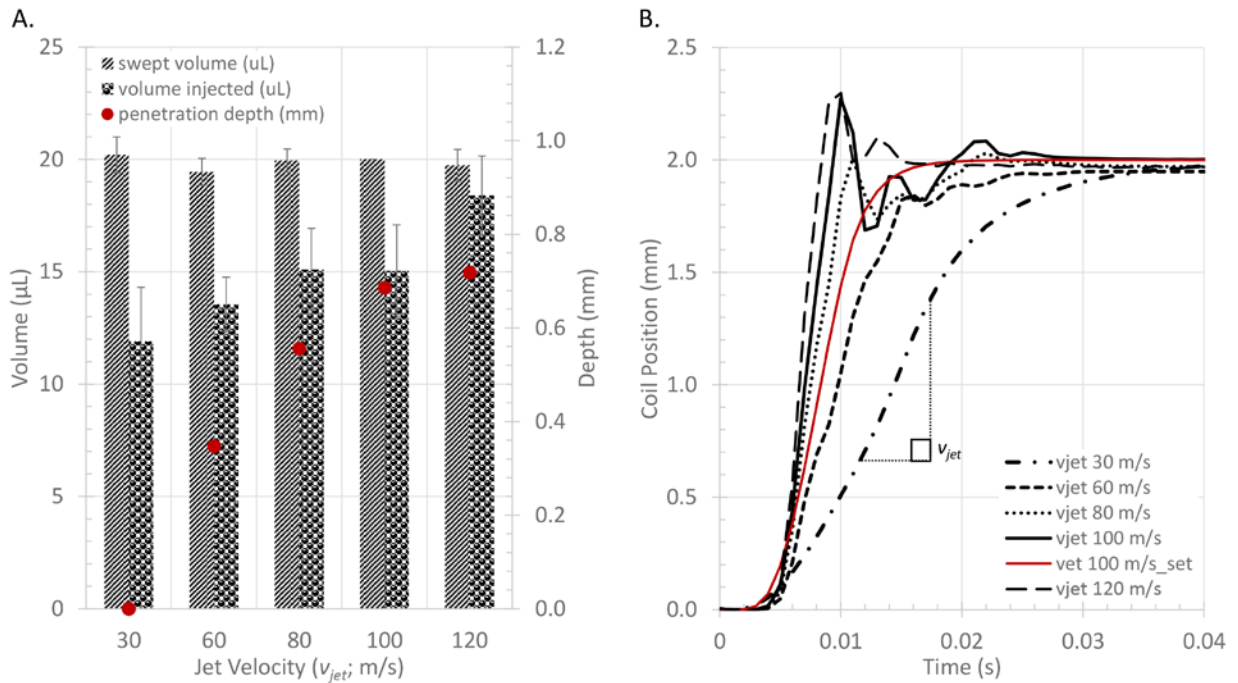 A.
25
20
15
10
5
0
Volume (µL)
swept volume (uL)
volume injected (uL)
penetration depth (mm)
1.2
1.0
0.8
0.6
0.4
0.2
0.0
Depth (mm)
30 60 80 100 120
Jet Velocity (vjet; m/s)
B.
2.5
2.0
1.5
1.0
0.5
0.0
Coil Position (mm)
vjet
vjet 30 m/s
vjet 60 m/s
vjet 80 m/s
vjet 100 m/s
vet 100 m/s_set
vjet 120 m/s
0 0.01 0.02 0.03 0.04
Time (s)